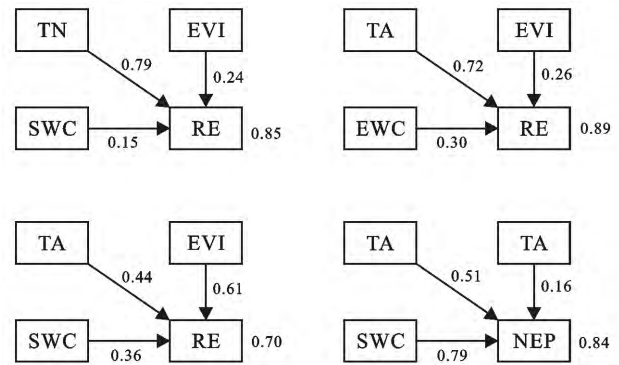 TN EVI TA EVI
0.79 0.24 0.72 0.26
SWC RE 0.85 EWC RE 0.89
0.15 0.30
TA EVI TA TA
0.44 0.61 0.51 0.16
SWC RE 0.70 SWC NEP 0.84
0.36 0.79